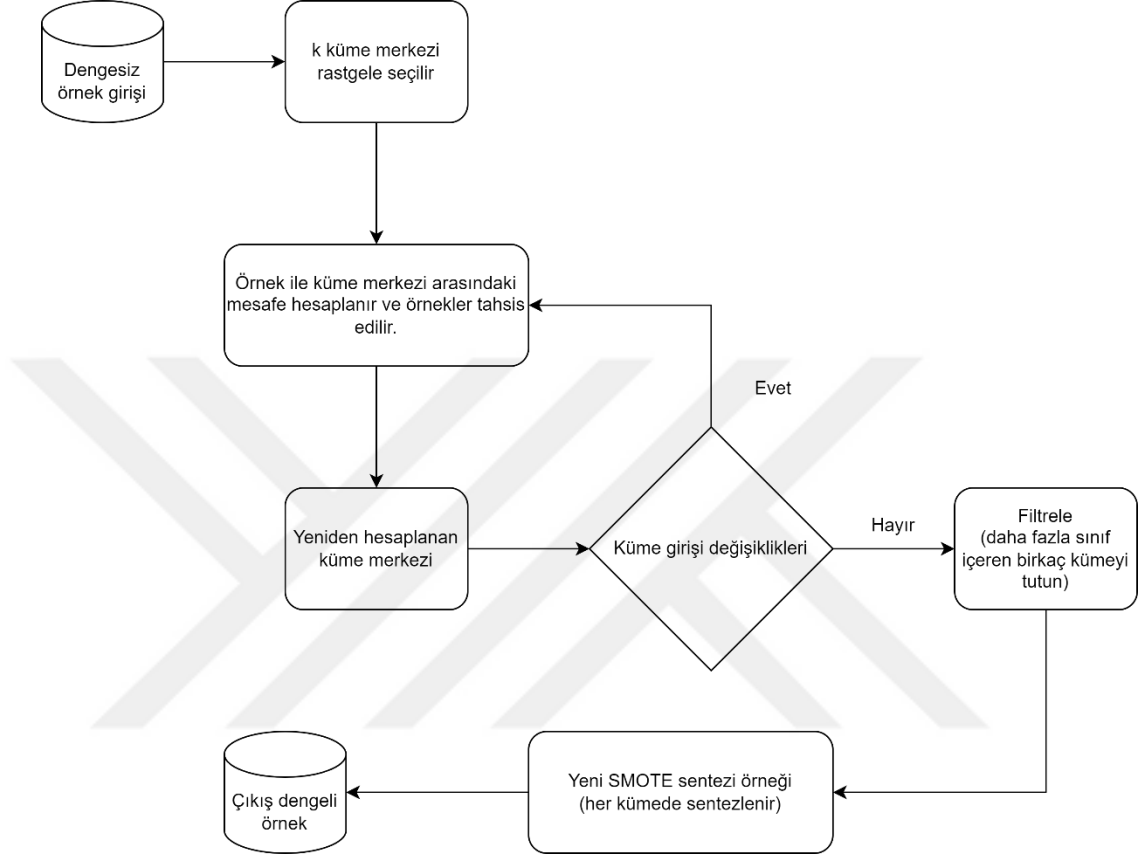 Dengesiz
örnek girişi
k küme merkezi
rastgele seçilir
Örnek ile küme merkezi arasındaki
mesafe hesaplanır ve örnekler tahsis
edilir.
Evet
Yeniden hesaplanan
küme merkezi
Küme girişi değişiklikleri
Hayır
Filtrele
(daha fazla sınıf
içeren birkaç kümeyi
tutun)
Yeni SMOTE sentezi örneği
(her kümede sentezlenir)
Çıkış dengeli
örnek